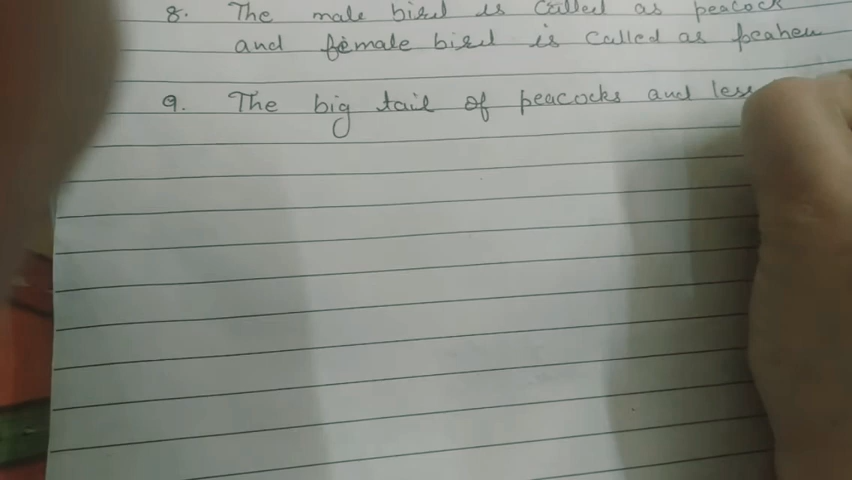 8. The male bird is called as peacock
and female bird is called as peahen
9. The big tail of peacocks and less